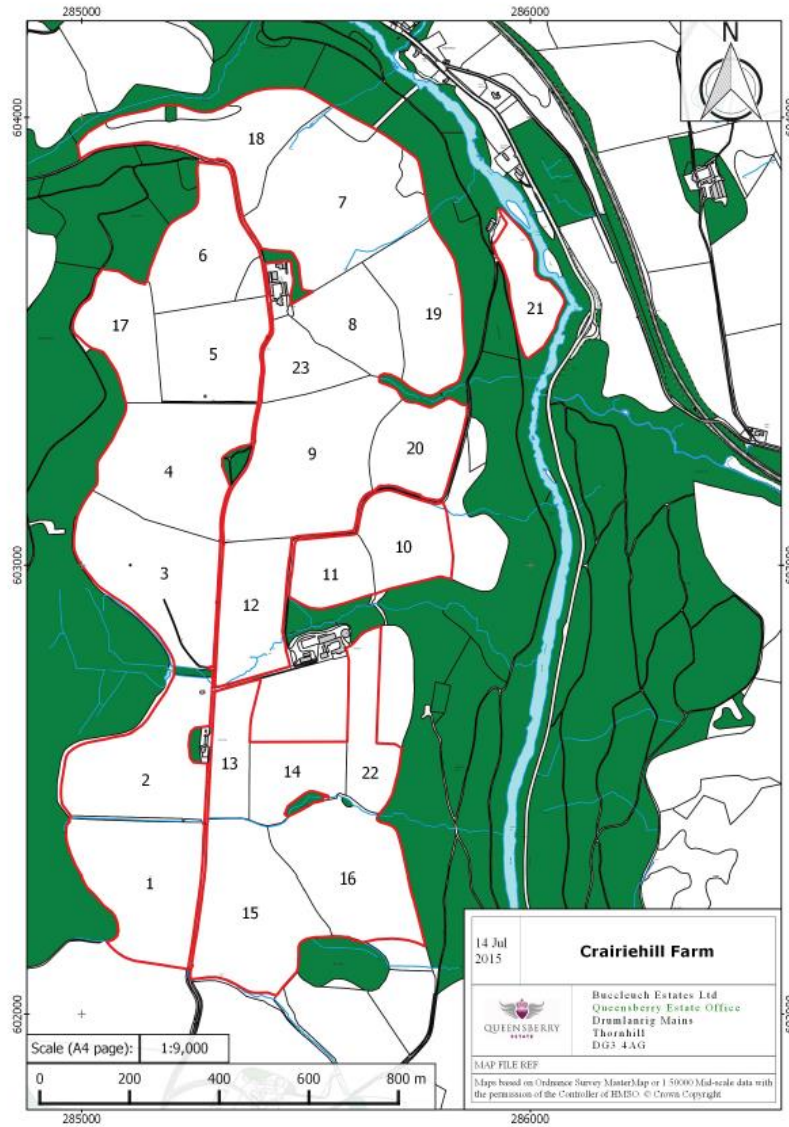 285000
286000
N
604000
604000
18
7
6
21
19
17
8
5
23
9
20
4
10
3
11
12
13
14
22
2
16
1
15
603000
603000
14 Jul
2015
Crairiehill Farm
QUEENSBERRY
ESTATE
Buccleuch Estates Ltd
Queensberry Estate Office
Drumlanrig Mains
Thornhill
DG3 4AG
MAP FILE REF
Maps based on Ordnance Survey MasterMap or 1:50000 Mid-scale data with
the permission of the Controller of HMSO. © Crown Copyright
602000
602000
Scale (A4 page): 1:9,000
0 200 400 600 800 m
285000
286000